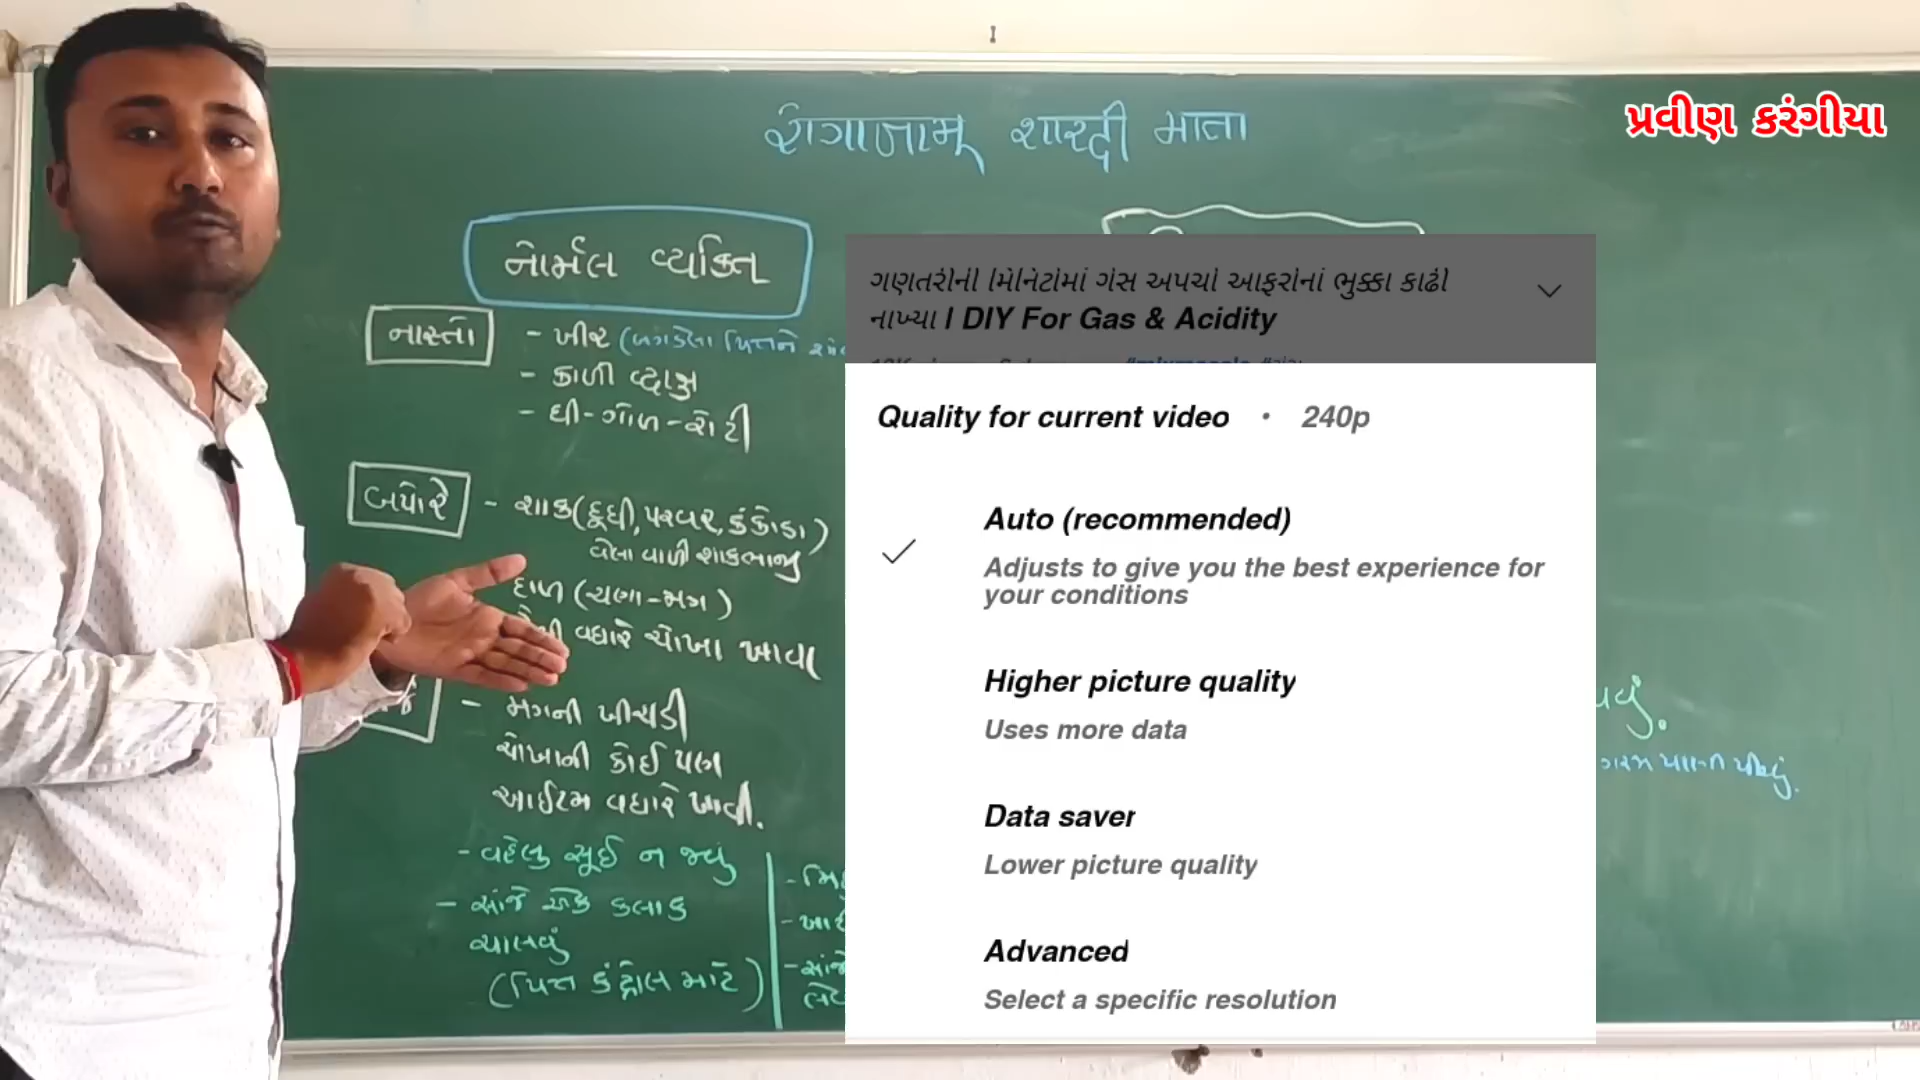 પ્રવીણ કરંગીયા
શારદી માતા
નોર્મલ વ્યક્તિ
નાસ્તો
- ખીર (
- કાળી દ્રાક્ષ
- ઘી-ગોળ-રોટી
બપોરે
- શાક(દૂધી, પરવર, કંકોડા)
વેલા વાળી શાકભાજી
દાળ (ચણા-મગ)
વધારે ચોખા ખાવા
- મગની ખીચડી
ચોખાની કોઈ પણ
આઈટમ વધારે ખાવી.
- વહેલુ સૂઈ ન જવું
- સાંજે એક કલાક
ચાલવું
(પિત્ત કંટ્રોલ માટે)
ગરમ પાણી પીવું.
ગણતરીની મિનિટોમાં ગેસ અપચો આફરોનાં ભુક્કા કાઢી
નાખ્યા I DIY For Gas & Acidity
Quality for current video • 240p
Auto (recommended)
Adjusts to give you the best experience for
your conditions
Higher picture quality
Uses more data
Data saver
Lower picture quality
Advanced
Select a specific resolution